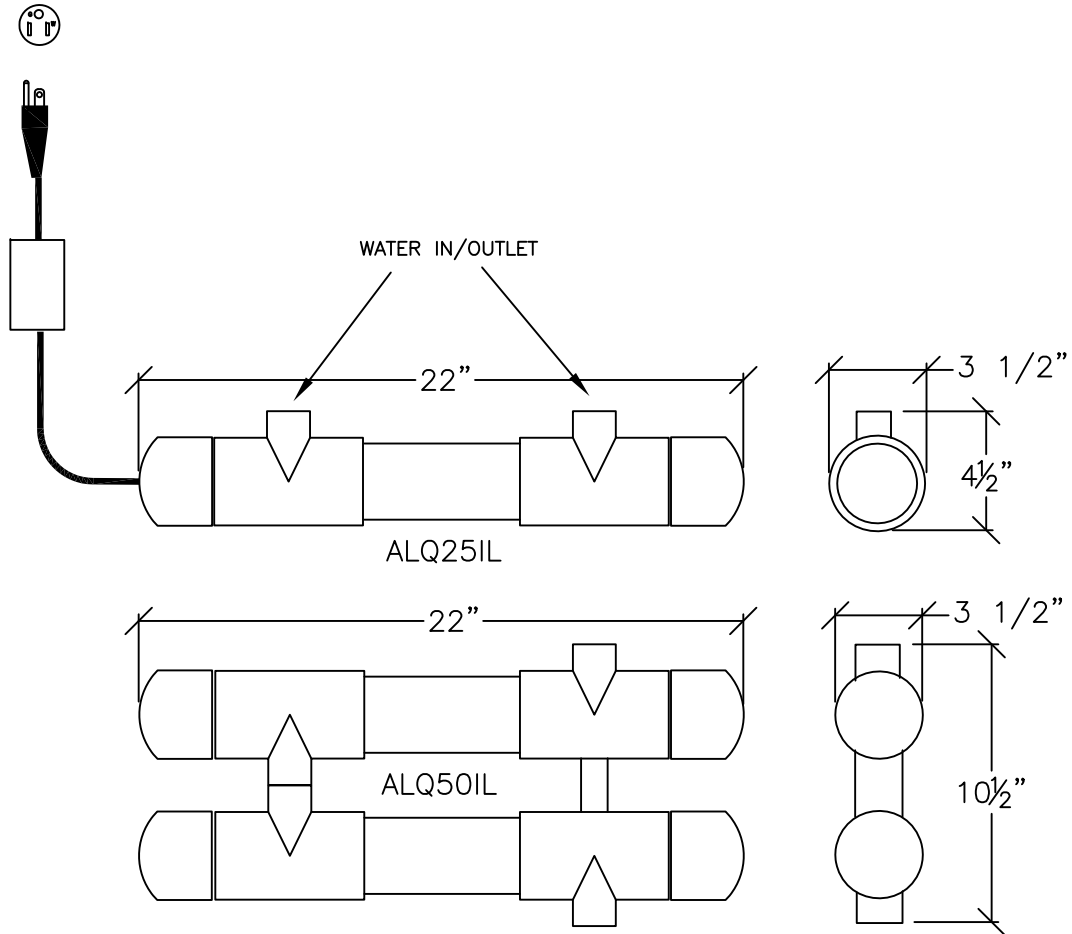 WATER IN/OUTLET
22”
3 1/2”
4½”
ALQ25IL
22”
3 1/2”
ALQ50IL
10½”